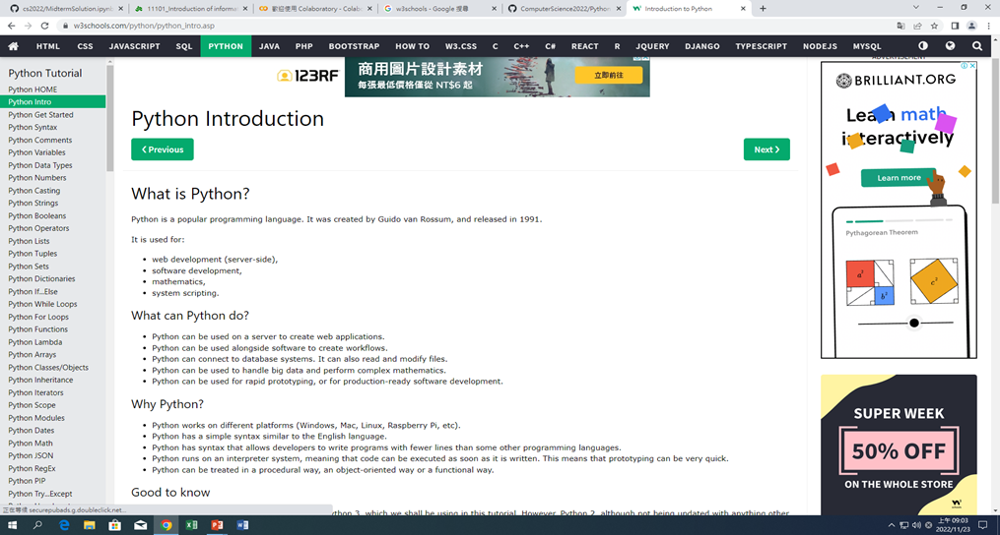 cs2022/MidtermSolution.ipynb
11101_Introduction of informat
歡迎使用 Colaboratory - Colab
w3schools - Google 搜尋
ComputerScience2022/Python
Introduction to Python
w3schools.com/python/python_intro.asp
HTML CSS JAVASCRIPT SQL PYTHON JAVA PHP BOOTSTRAP HOW TO W3.CSS C C++ C# REACT R JQUERY DJANGO TYPESCRIPT NODEJS MYSQL
Python Tutorial
Python HOME
Python Intro
Python Get Started
Python Syntax
Python Comments
Python Variables
Python Data Types
Python Numbers
Python Casting
Python Strings
Python Booleans
Python Operators
Python Lists
Python Tuples
Python Sets
Python Dictionaries
Python If...Else
Python While Loops
Python For Loops
Python Functions
Python Lambda
Python Arrays
Python Classes/Objects
Python Inheritance
Python Iterators
Python Scope
Python Modules
Python Dates
Python Math
Python JSON
Python RegEx
Python PIP
Python Try...Except
123RF
商用圖片設計素材
每張最低價格僅從 NT$6 起
立即前往
Python Introduction
❮ Previous
Next ❯
What is Python?
Python is a popular programming language. It was created by Guido van Rossum, and released in 1991.
It is used for:
• web development (server-side),
• software development,
• mathematics,
• system scripting.
What can Python do?
• Python can be used on a server to create web applications.
• Python can be used alongside software to create workflows.
• Python can connect to database systems. It can also read and modify files.
• Python can be used to handle big data and perform complex mathematics.
• Python can be used for rapid prototyping, or for production-ready software development.
Why Python?
• Python works on different platforms (Windows, Mac, Linux, Raspberry Pi, etc).
• Python has a simple syntax similar to the English language.
• Python has syntax that allows developers to write programs with fewer lines than some other programming languages.
• Python runs on an interpreter system, meaning that code can be executed as soon as it is written. This means that prototyping can be very quick.
• Python can be treated in a procedural way, an object-oriented way or a functional way.
Good to know
ython 3, which we shall be using in this tutorial. However, Python 2, although not being updated with anything other
ADVERTISEMENT
BRILLIANT.ORG
Learn math
interactively
Learn more
Pythagorean Theorem
a²
b²
c²
SUPER WEEK
50% OFF
ON THE WHOLE STORE
正在等候 securepubads.g.doubleclick.net...
上午 09:03
2022/11/23